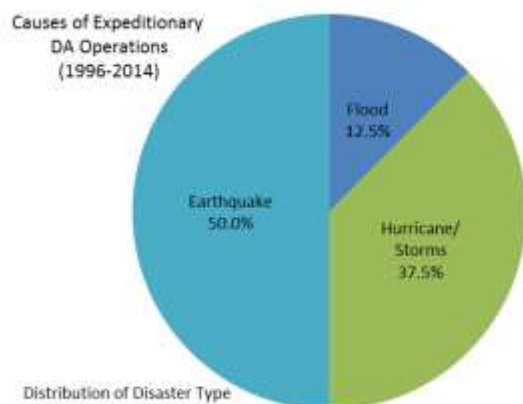 Causes of Expeditionary
DA Operations
(1996-2014)
Flood
12.5%
Earthquake
50.0%
Hurricane/
Storms
37.5%
Distribution of Disaster Type